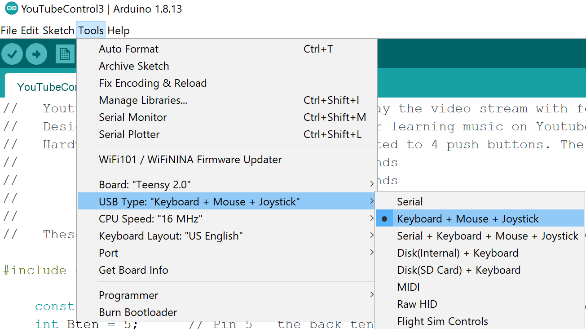 YouTubeControl3 | Arduino 1.8.13
File Edit Sketch Tools Help
YouTubeCon
Auto Format Ctrl+T
Archive Sketch
Fix Encoding & Reload
Manage Libraries... Ctrl+Shift+I
Serial Monitor Ctrl+Shift+M
Serial Plotter Ctrl+Shift+L
WiFi101 / WiFiNINA Firmware Updater
Board: "Teensy 2.0"
USB Type: "Keyboard + Mouse + Joystick"
CPU Speed: "16 MHz"
Keyboard Layout: "US English"
Port
Get Board Info
Programmer
Burn Bootloader
Serial
Keyboard + Mouse + Joystick
Serial + Keyboard + Mouse + Joystick
Disk(Internal) + Keyboard
Disk(SD Card) + Keyboard
MIDI
Raw HID
Flight Sim Controls
// Yout ay the video stream with f
// Desi r learning music on Youtube
// Hard ted to 4 push buttons. The
// nds
// nds
//
//
// Thes
#include
const
int Bten = 5; // Pin 5 the back ten